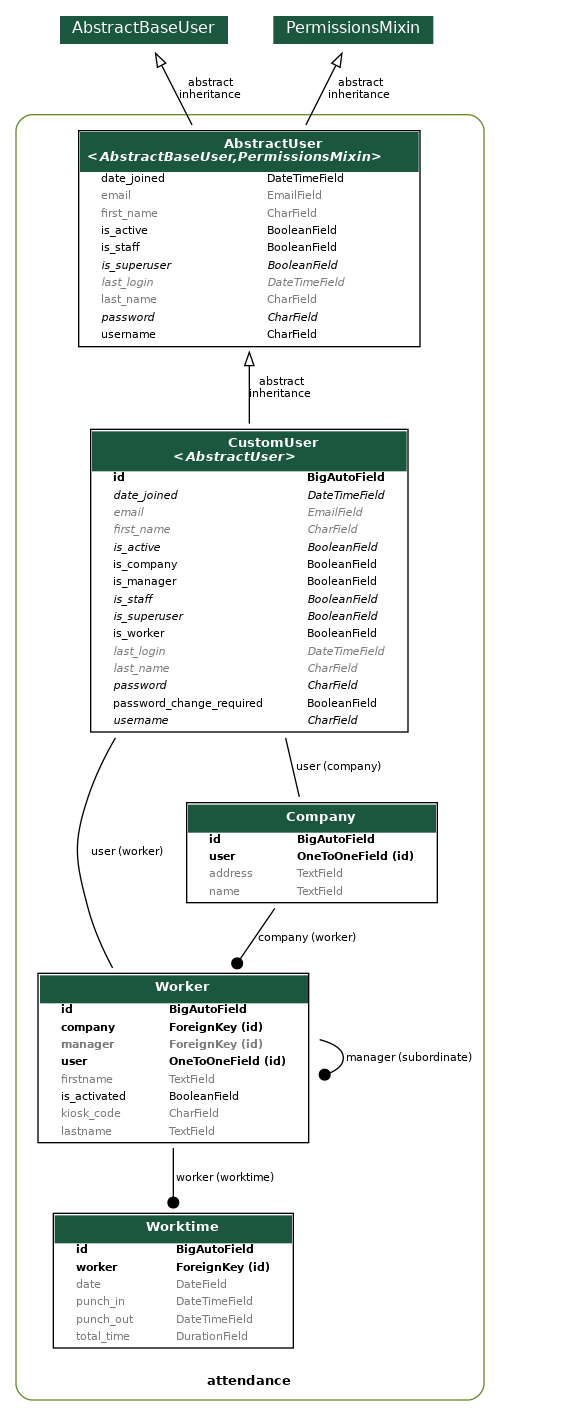 AbstractBaseUser
PermissionsMixin
abstract
inheritance
abstract
inheritance
AbstractUser
<AbstractBaseUser,PermissionsMixin>
date_joined DateTimeField
email EmailField
first_name CharField
is_active BooleanField
is_staff BooleanField
is_superuser BooleanField
last_login DateTimeField
last_name CharField
password CharField
username CharField
abstract
inheritance
CustomUser
<AbstractUser>
id BigAutoField
date_joined DateTimeField
email EmailField
first_name CharField
is_active BooleanField
is_company BooleanField
is_manager BooleanField
is_staff BooleanField
is_superuser BooleanField
is_worker BooleanField
last_login DateTimeField
last_name CharField
password CharField
password_change_required BooleanField
username CharField
user (company)
Company
id BigAutoField
user OneToOneField (id)
address TextField
name TextField
user (worker)
company (worker)
Worker
id BigAutoField
company ForeignKey (id)
manager ForeignKey (id)
user OneToOneField (id)
firstname TextField
is_activated BooleanField
kiosk_code CharField
lastname TextField
manager (subordinate)
worker (worktime)
Worktime
id BigAutoField
worker ForeignKey (id)
date DateField
punch_in DateTimeField
punch_out DateTimeField
total_time DurationField
attendance